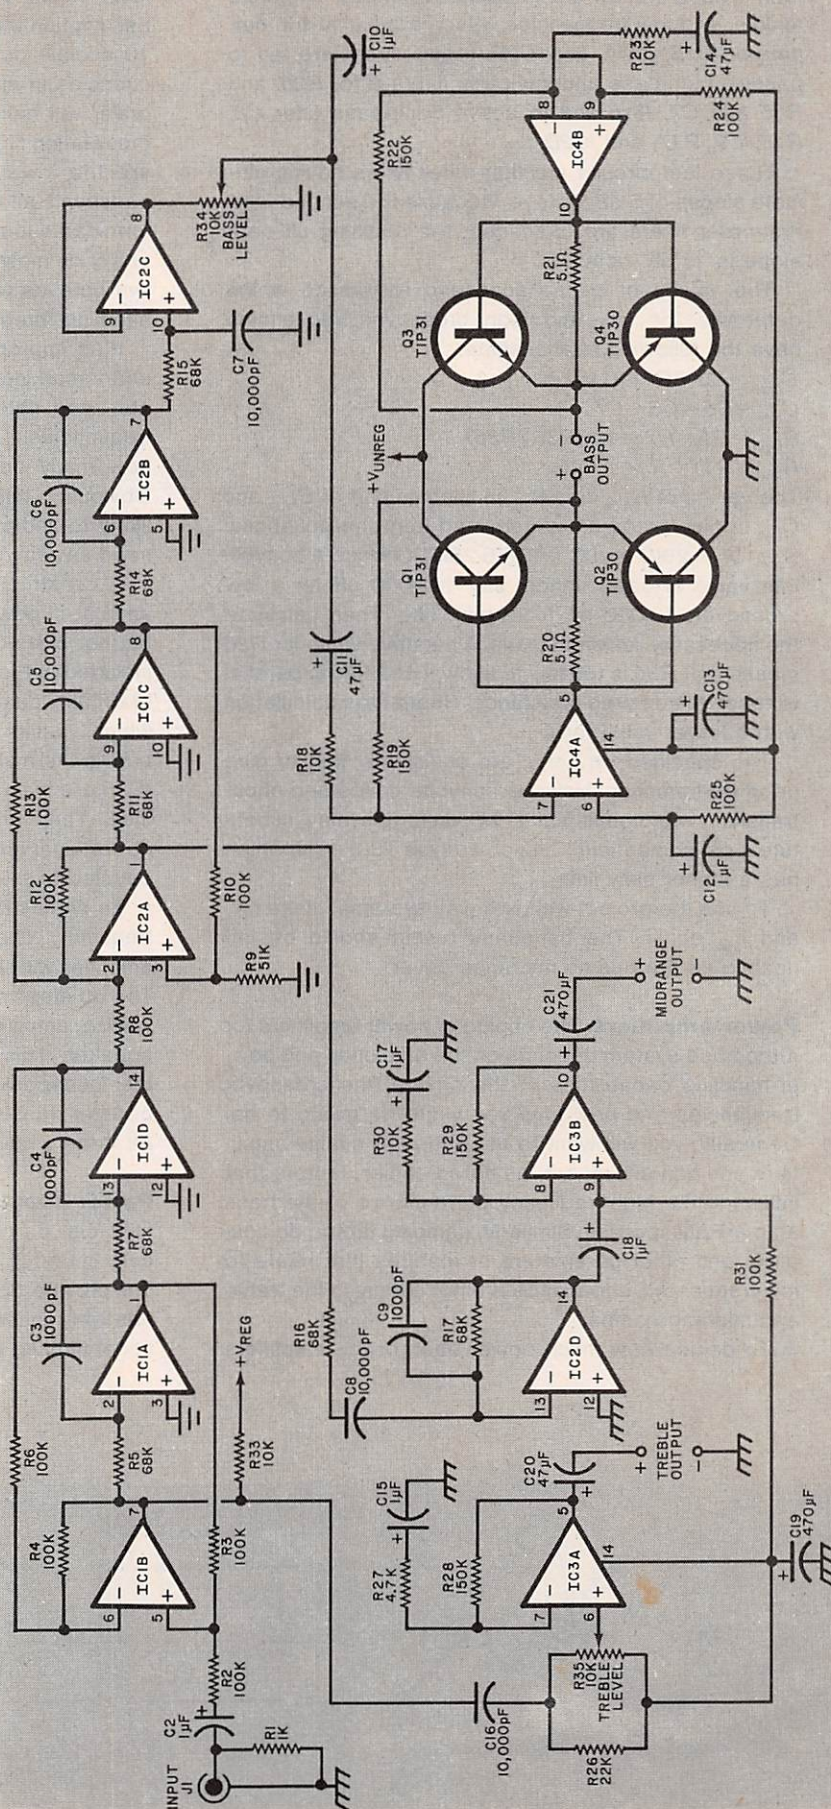 INPUT
J1
R1
1K
C2
1µF
R2
100K
R3
100K
R4
100K
IC1B
6
5
7
R5
68K
R6
100K
C3
1000pF
IC1A
2
3
1
R7
68K
C4
1000pF
IC1D
13
12
14
R8
100K
R9
51K
R10
100K
R12
100K
R13
100K
IC2A
2
3
1
R11
68K
C5
10,000pF
IC1C
9
10
8
R14
68K
C6
10,000pF
IC2B
6
5
7
R15
68K
C7
10,000pF
IC2C
9
10
8
R34
10K
BASS
LEVEL
R33
10K
+VREG
C16
10,000pF
R26
22K
R35
10K
TREBLE
LEVEL
R27
4.7K
C15
1µF
R28
150K
IC3A
7
6
5
14
C20
47µF
TREBLE
OUTPUT
+
-
C19
470µF
R16
68K
C8
10,000pF
C9
1000pF
R17
68K
IC2D
13
12
14
C18
1µF
R30
10K
C17
1µF
R29
150K
IC3B
8
9
10
R31
100K
C21
470µF
MIDRANGE
OUTPUT
+
-
C11
47µF
R18
10K
R19
150K
IC4A
7
6
5
14
C12
1µF
R25
100K
C13
470µF
R20
5.1Ω
Q1
TIP31
Q2
TIP30
+VUNREG
+ -
BASS
OUTPUT
Q3
TIP31
Q4
TIP30
R21
5.1Ω
R22
150K
C10
1µF
IC4B
8
9
10
R23
10K
C14
47µF
R24
100K